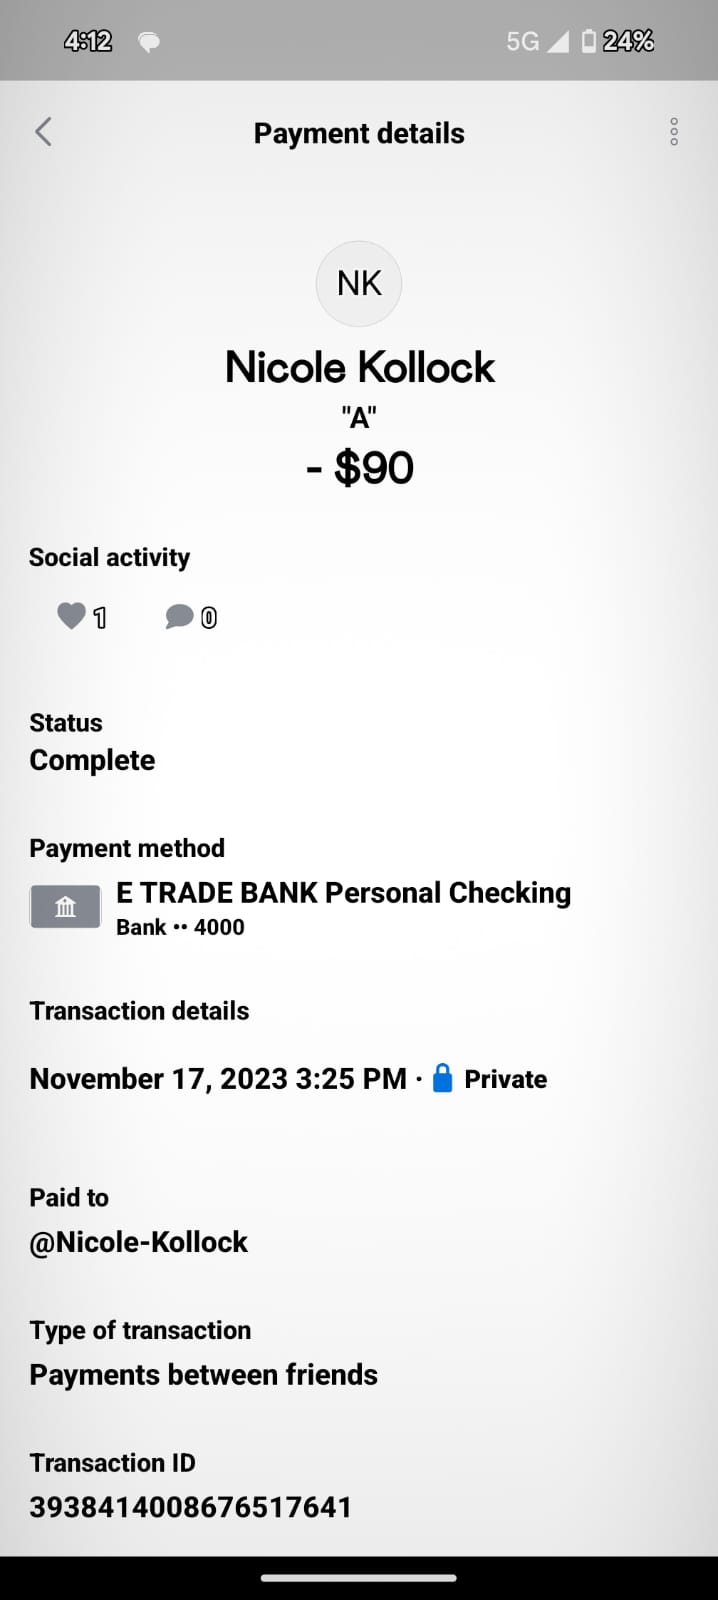 4:12
5G 24%
Payment details
NK
Nicole Kollock
"A"
- $90
Social activity
1 0
Status
Complete
Payment method
E TRADE BANK Personal Checking
Bank •• 4000
Transaction details
November 17, 2023 3:25 PM · Private
Paid to
@Nicole-Kollock
Type of transaction
Payments between friends
Transaction ID
3938414008676517641